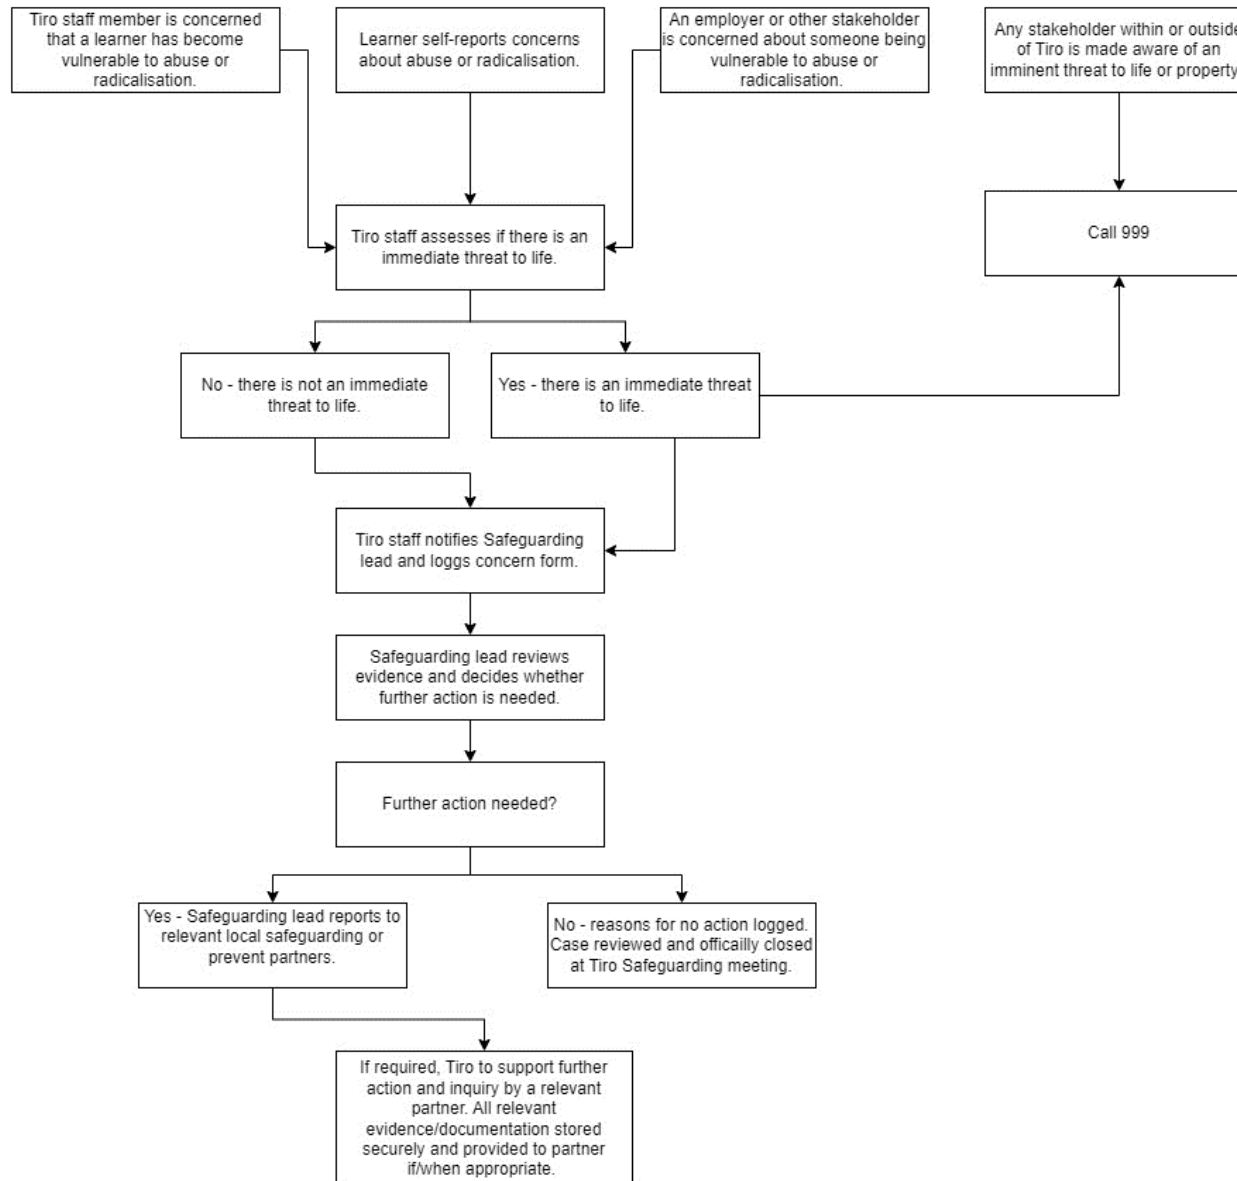 Tiro staff member is concerned
that a learner has become
vulnerable to abuse or
radicalisation.
Learner self-reports concerns
about abuse or radicalisation.
An employer or other stakeholder
is concerned about someone being
vulnerable to abuse or
radicalisation.
Any stakeholder within or outside
of Tiro is made aware of an
imminent threat to life or property
Tiro staff assesses if there is an
immediate threat to life.
Call 999
No - there is not an immediate
threat to life.
Yes - there is an immediate threat
to life.
Tiro staff notifies Safeguarding
lead and loggs concern form.
Safeguarding lead reviews
evidence and decides whether
further action is needed.
Further action needed?
Yes - Safeguarding lead reports to
relevant local safeguarding or
prevent partners.
No - reasons for no action logged.
Case reviewed and officailly closed
at Tiro Safeguarding meeting.
If required, Tiro to support further
action and inquiry by a relevant
partner. All relevant
evidence/documentation stored
securely and provided to partner
if/when appropriate.